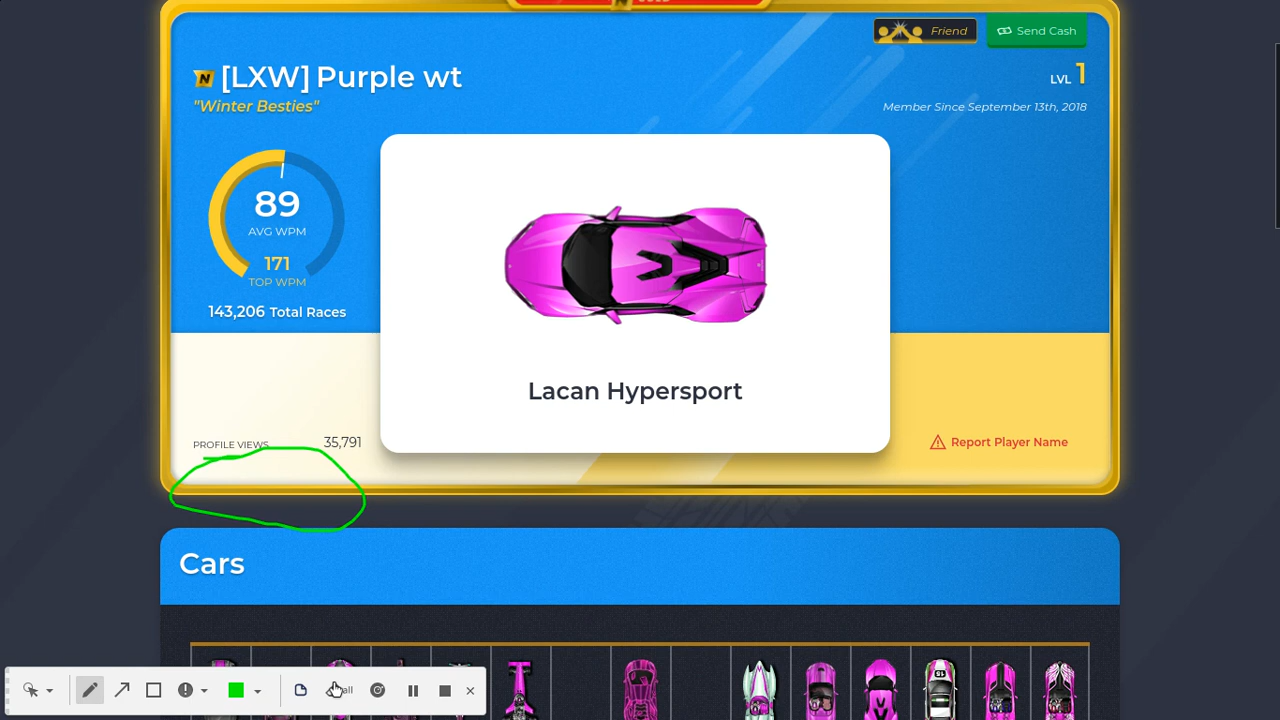 Friend
Send Cash
N [LXW] Purple wt
LVL 1
"Winter Besties"
Member Since September 13th, 2018
89
AVG WPM
171
TOP WPM
143,206 Total Races
Lacan Hypersport
PROFILE VIEWS 35,791
Report Player Name
Cars